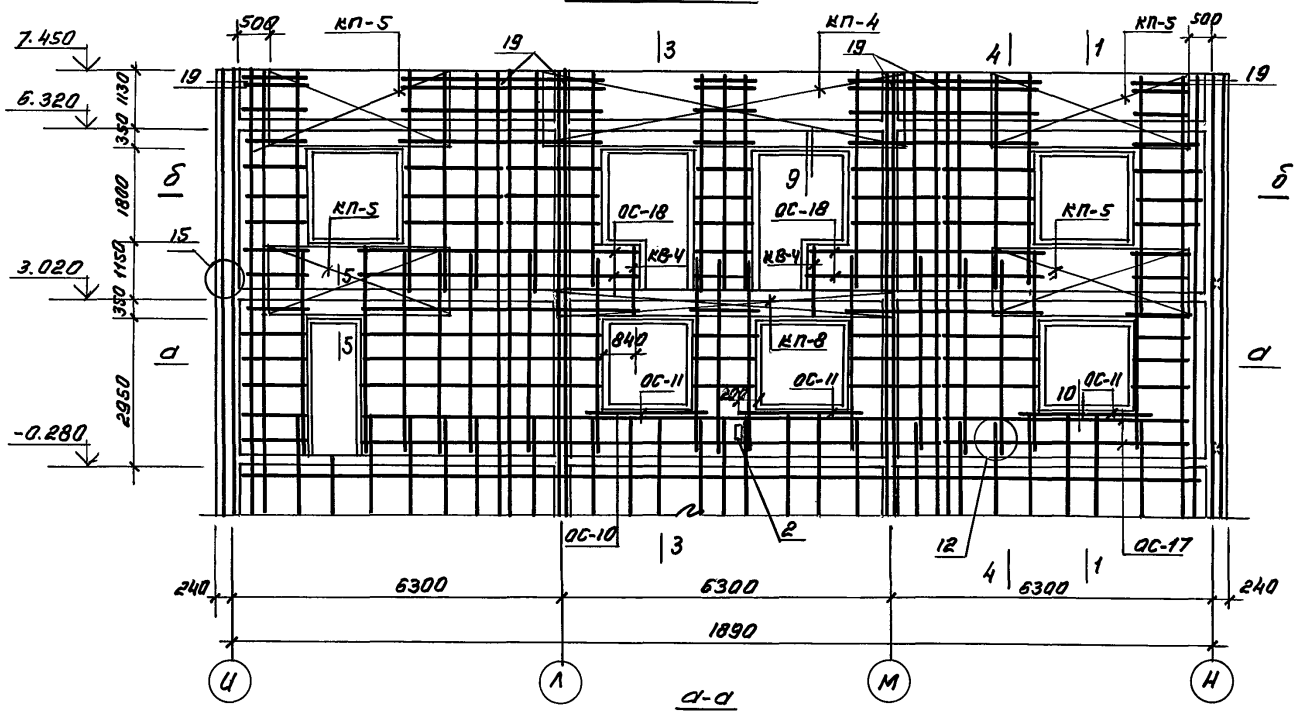 500 КП-5 КП-4 КП-5 500
7.450 19 3 19 4 1
19 19
1130
6.320
350
б КП-5 ОС-18 9 ОС-18 КП-5 б
1800
15 КВ-4 КВ-4
1150 5
3.020
350
а 5 840 КП-8 а
ОС-11 200 ОС-11 10 ОС-11
2950
-0.280
ОС-10 3 2 12 ОС-17
4 1
240 6300 6300 6300 240
1890
И Л М Н
а-а